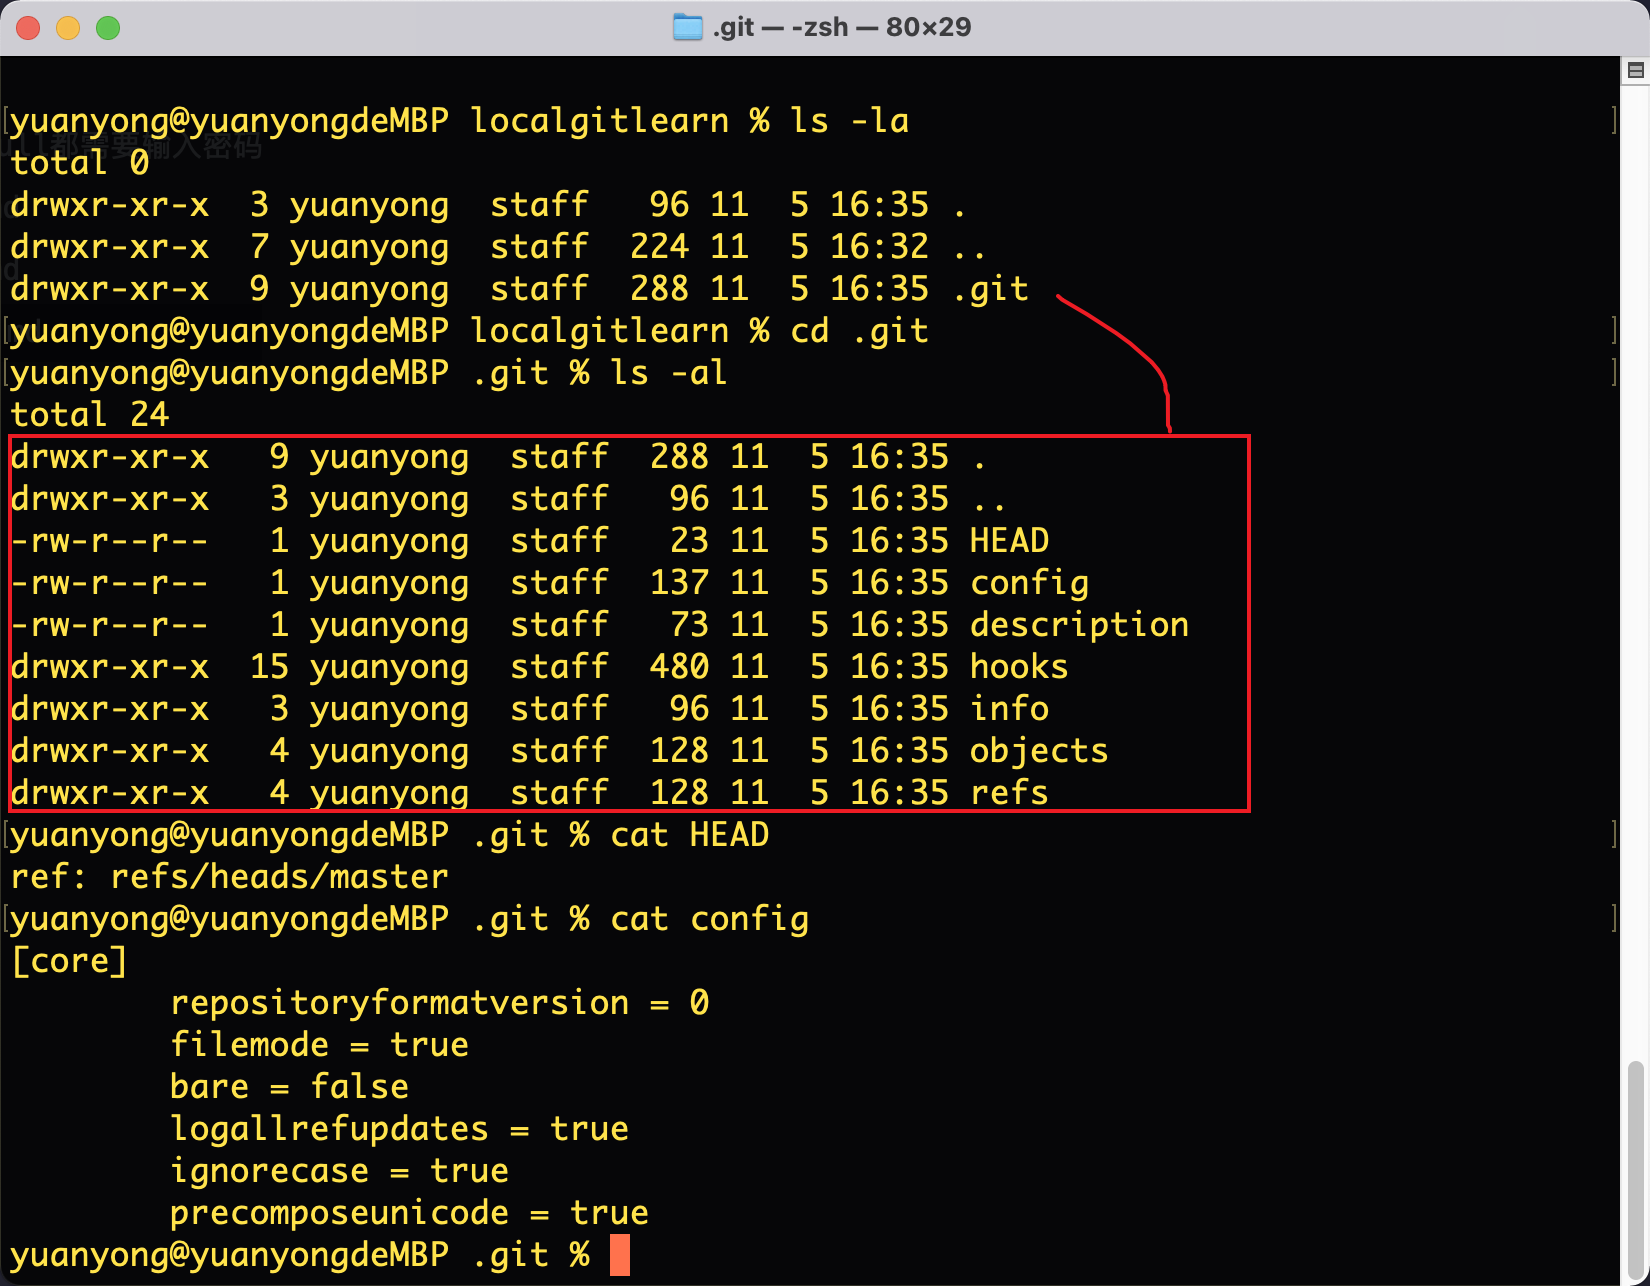 .git — -zsh — 80×29
yuanyong@yuanyongdeMBP localgitlearn % ls -la
都需要输入密码
total 0
drwxr-xr-x  3 yuanyong  staff   96 11  5 16:35 .
drwxr-xr-x  7 yuanyong  staff  224 11  5 16:32 ..
drwxr-xr-x  9 yuanyong  staff  288 11  5 16:35 .git
yuanyong@yuanyongdeMBP localgitlearn % cd .git
yuanyong@yuanyongdeMBP .git % ls -al
total 24
drwxr-xr-x   9 yuanyong  staff  288 11  5 16:35 .
drwxr-xr-x   3 yuanyong  staff   96 11  5 16:35 ..
-rw-r--r--   1 yuanyong  staff   23 11  5 16:35 HEAD
-rw-r--r--   1 yuanyong  staff  137 11  5 16:35 config
-rw-r--r--   1 yuanyong  staff   73 11  5 16:35 description
drwxr-xr-x  15 yuanyong  staff  480 11  5 16:35 hooks
drwxr-xr-x   3 yuanyong  staff   96 11  5 16:35 info
drwxr-xr-x   4 yuanyong  staff  128 11  5 16:35 objects
drwxr-xr-x   4 yuanyong  staff  128 11  5 16:35 refs
yuanyong@yuanyongdeMBP .git % cat HEAD
ref: refs/heads/master
yuanyong@yuanyongdeMBP .git % cat config
[core]
        repositoryformatversion = 0
        filemode = true
        bare = false
        logallrefupdates = true
        ignorecase = true
        precomposeunicode = true
yuanyong@yuanyongdeMBP .git %